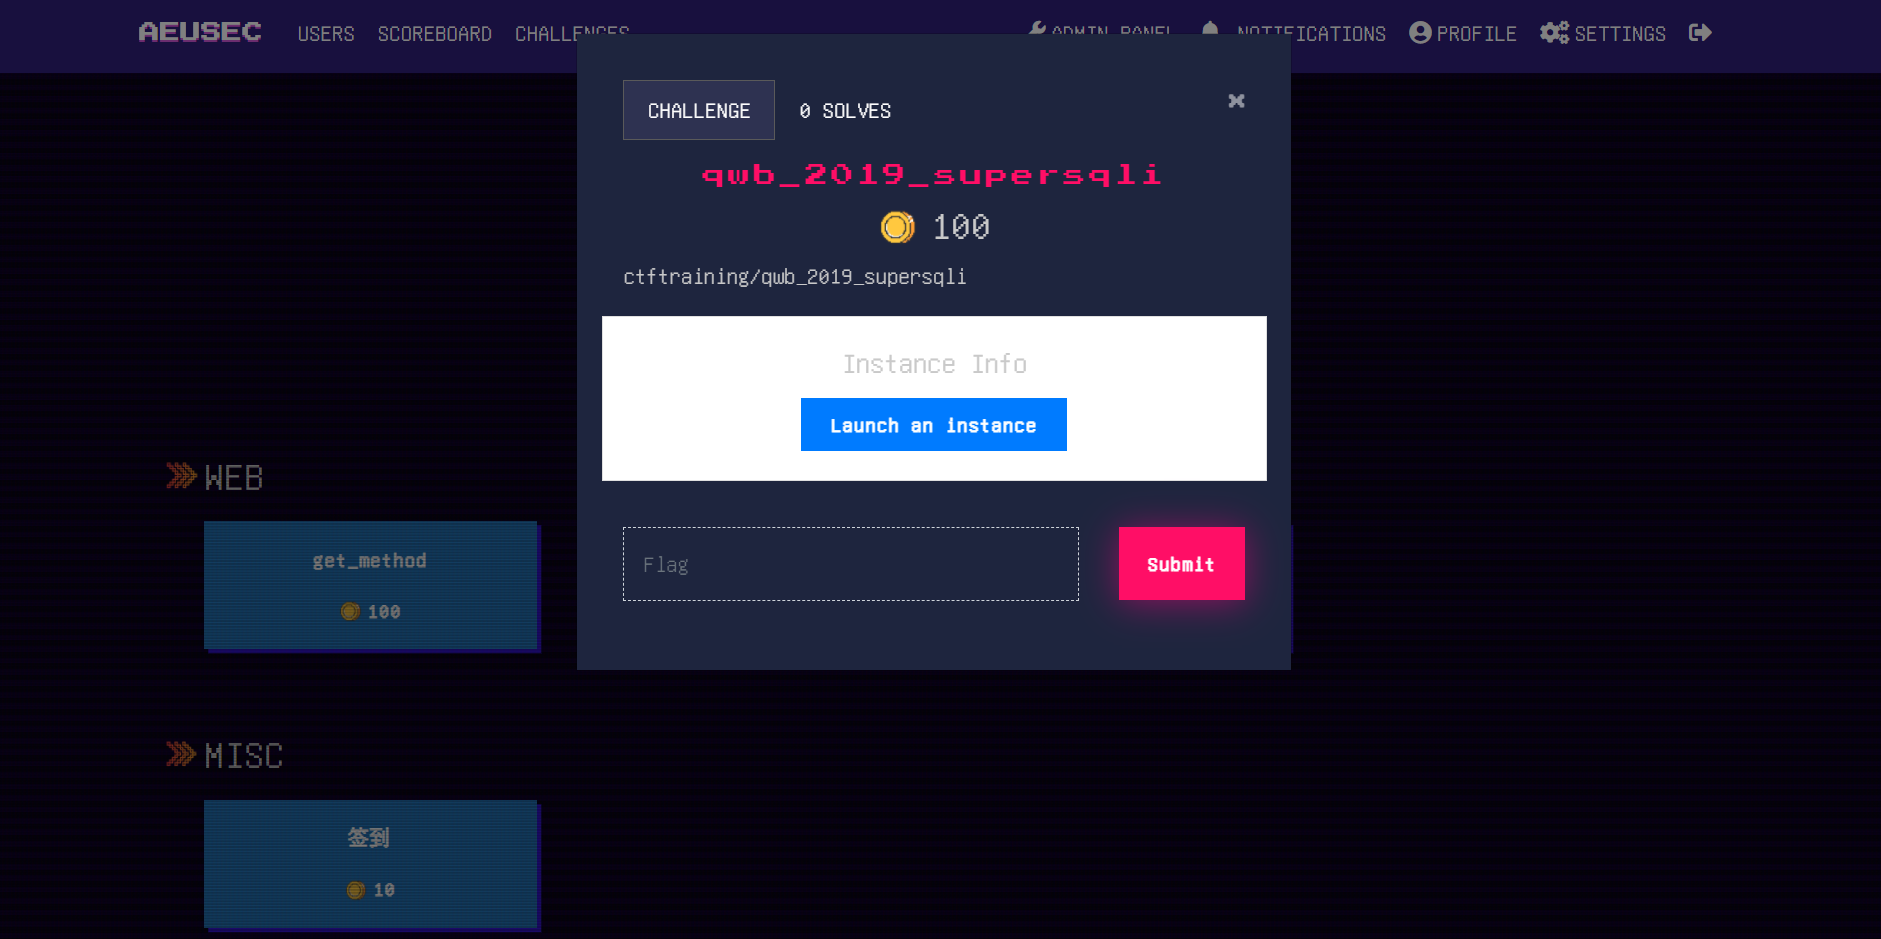 AEUSEC USERS SCOREBOARD CHALLENGES ADMIN PANEL NOTIFICATIONS PROFILE SETTINGS
CHALLENGE 0 SOLVES
qwb_2019_supersqli
100
ctftraining/qwb_2019_supersqli
Instance Info
Launch an instance
WEB
get_method
100
Flag
Submit
MISC
签到
10